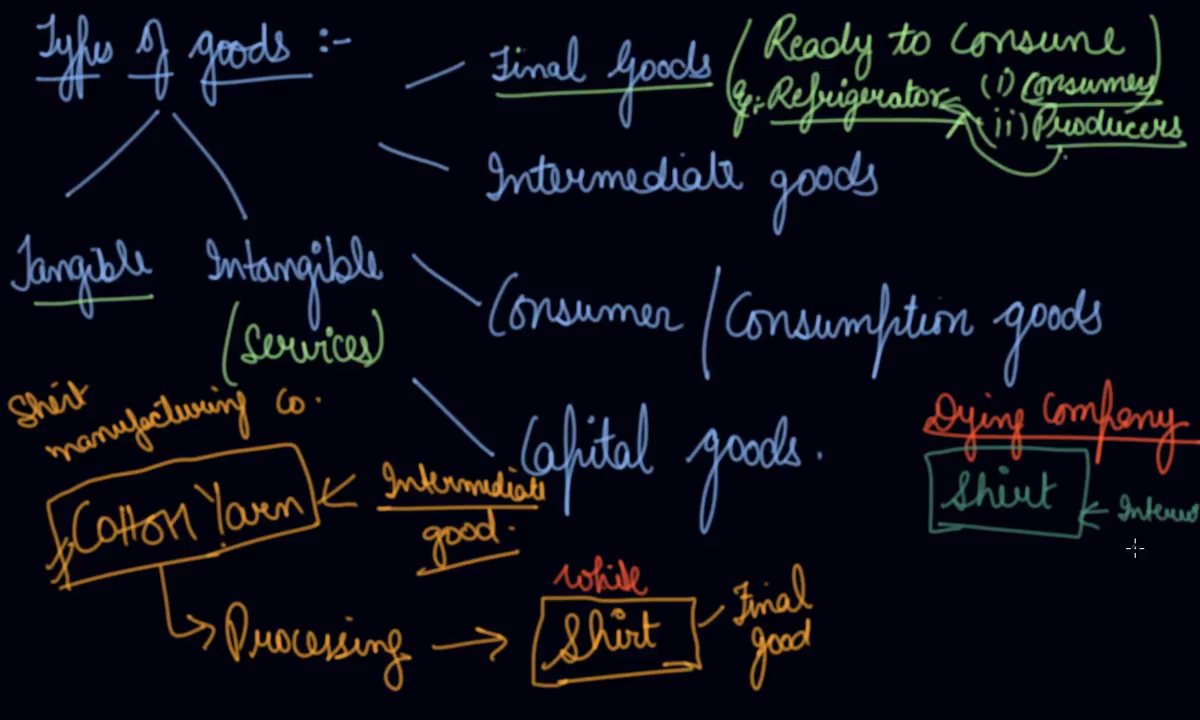 Types of goods :-
Final Goods
(Ready to Consume
eg:- Refrigerator
(i) Consumers)
ii) Producers
Intermediate goods
Tangible
Intangible
(Services)
Consumer / Consumption goods
Capital goods.
Shirt
manufacturing Co.
Cotton Yarn
Intermediate
good.
Processing
White
Shirt
Final
good
Dying Company
Shirt